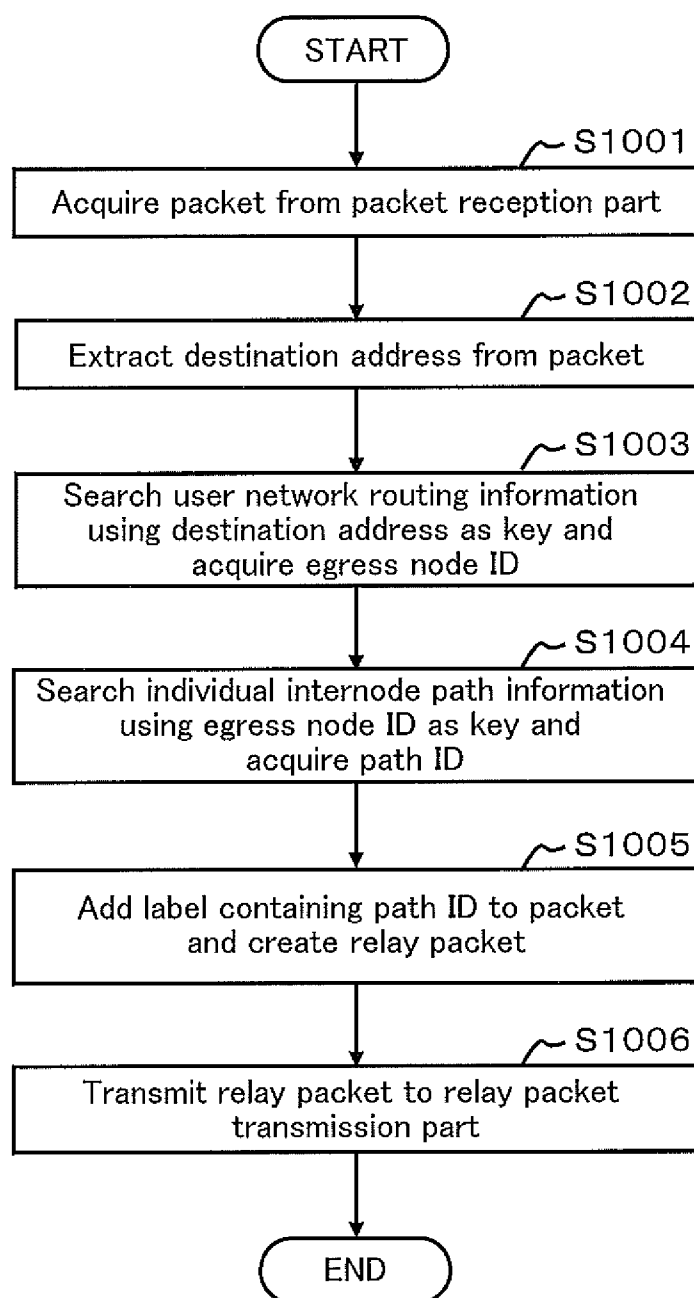 START
S1001
Acquire packet from packet reception part
S1002
Extract destination address from packet
S1003
Search user network routing information
using destination address as key and
acquire egress node ID
S1004
Search individual internode path information
using egress node ID as key and
acquire path ID
S1005
Add label containing path ID to packet
and create relay packet
S1006
Transmit relay packet to relay packet
transmission part
END